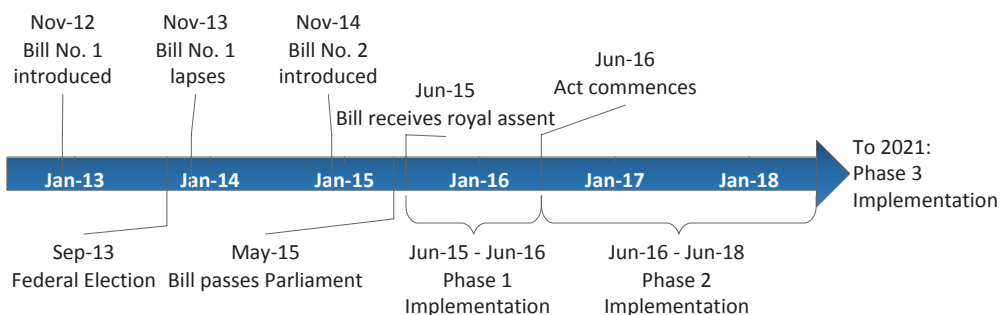 Nov-12
Bill No. 1
introduced
Nov-13
Bill No. 1
lapses
Nov-14
Bill No. 2
introduced
Jun-15
Bill receives royal assent
Jun-16
Act commences
Jan-13
Jan-14
Jan-15
Jan-16
Jan-17
Jan-18
To 2021:
Phase 3
Implementation
Sep-13
Federal Election
May-15
Bill passes Parliament
Jun-15 - Jun-16
Phase 1
Implementation
Jun-16 - Jun-18
Phase 2
Implementation